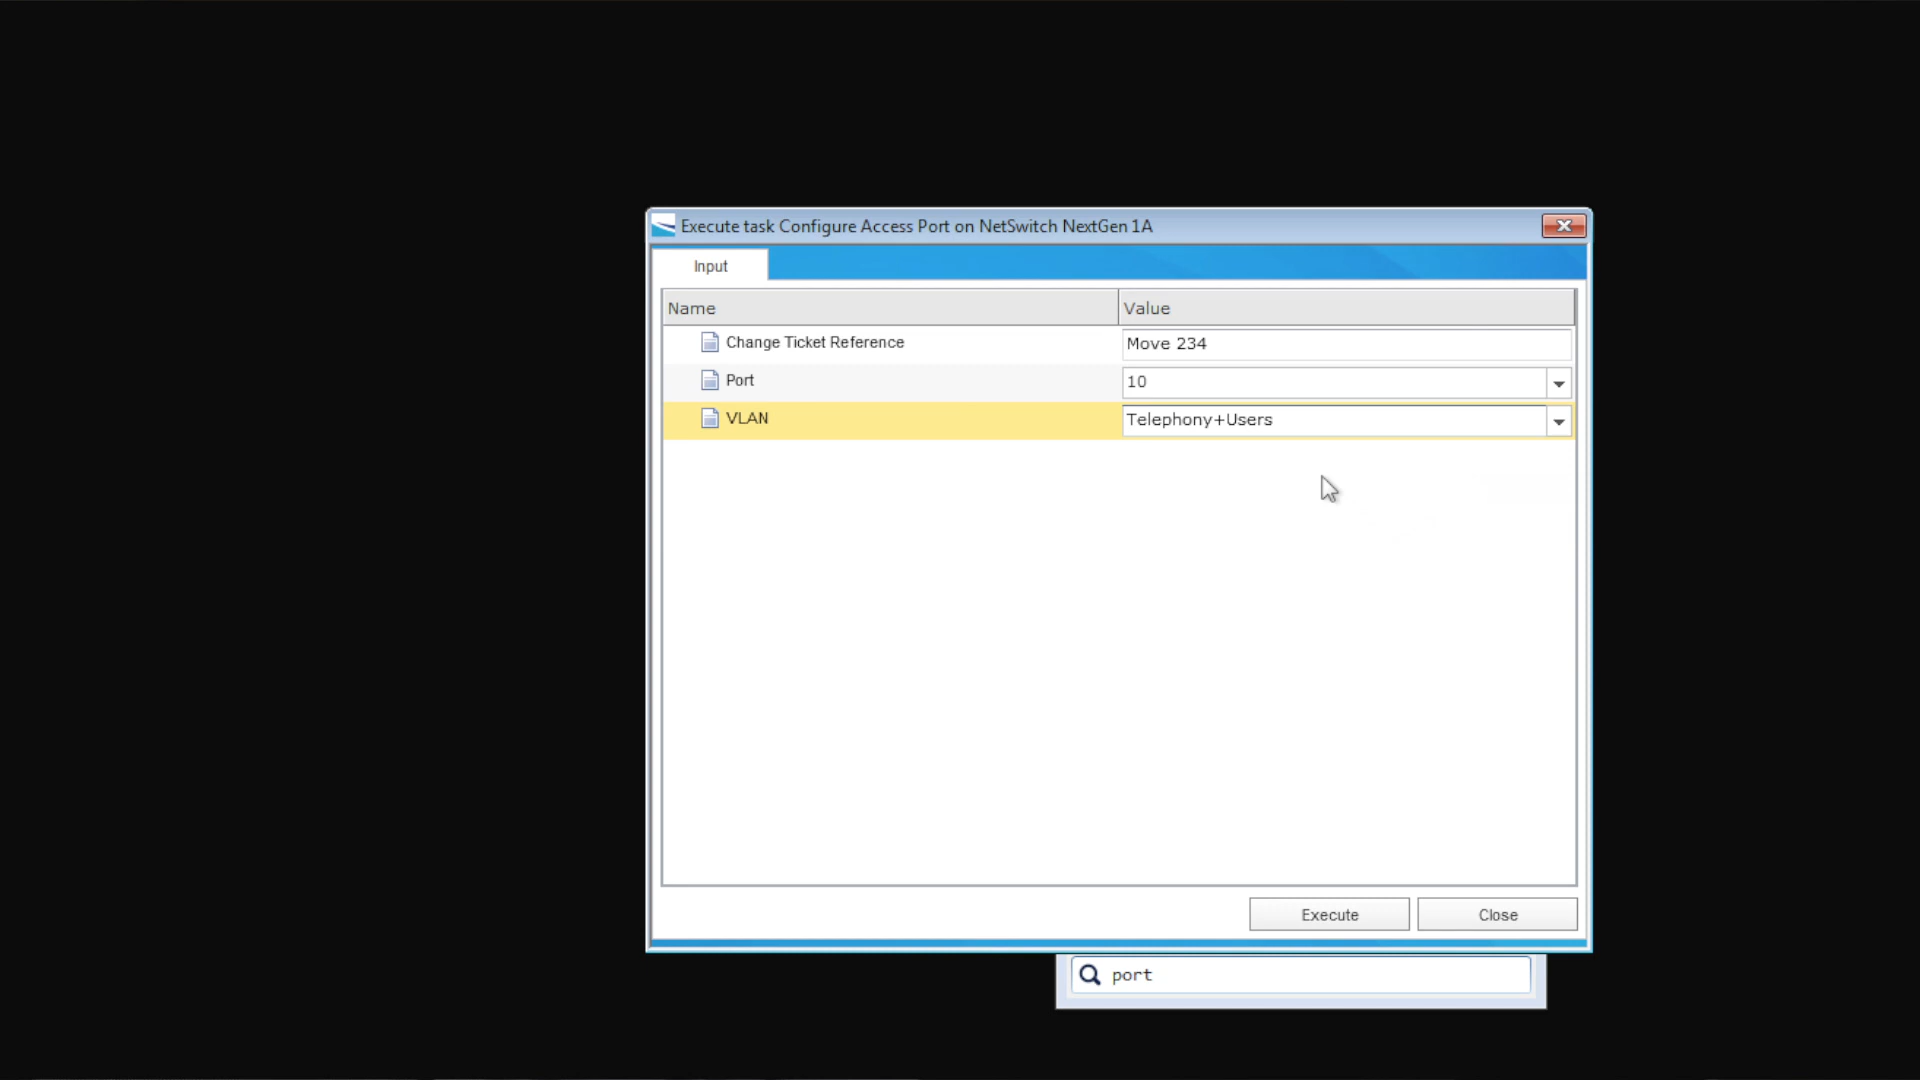 Execute task Configure Access Port on NetSwitch NextGen 1A
Input
Name Value
Change Ticket Reference Move 234
Port 10
VLAN Telephony+Users
Execute Close
port